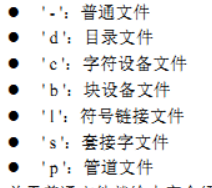 ● '-'：普通文件
● 'd'：目录文件
● 'c'：字符设备文件
● 'b'：块设备文件
● 'l'：符号链接文件
● 's'：套接字文件
● 'p'：管道文件